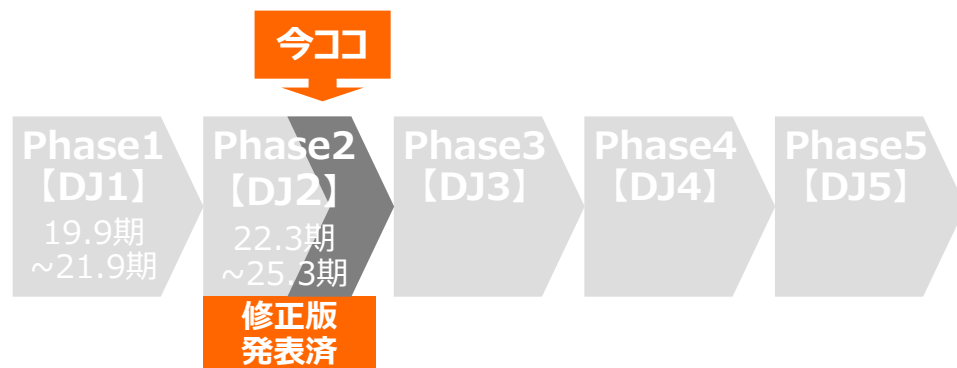 今ココ
Phase1
【DJ1】
19.9期
~21.9期
Phase2
【DJ2】
22.3期
~25.3期
修正版
発表済
Phase3
【DJ3】
Phase4
【DJ4】
Phase5
【DJ5】